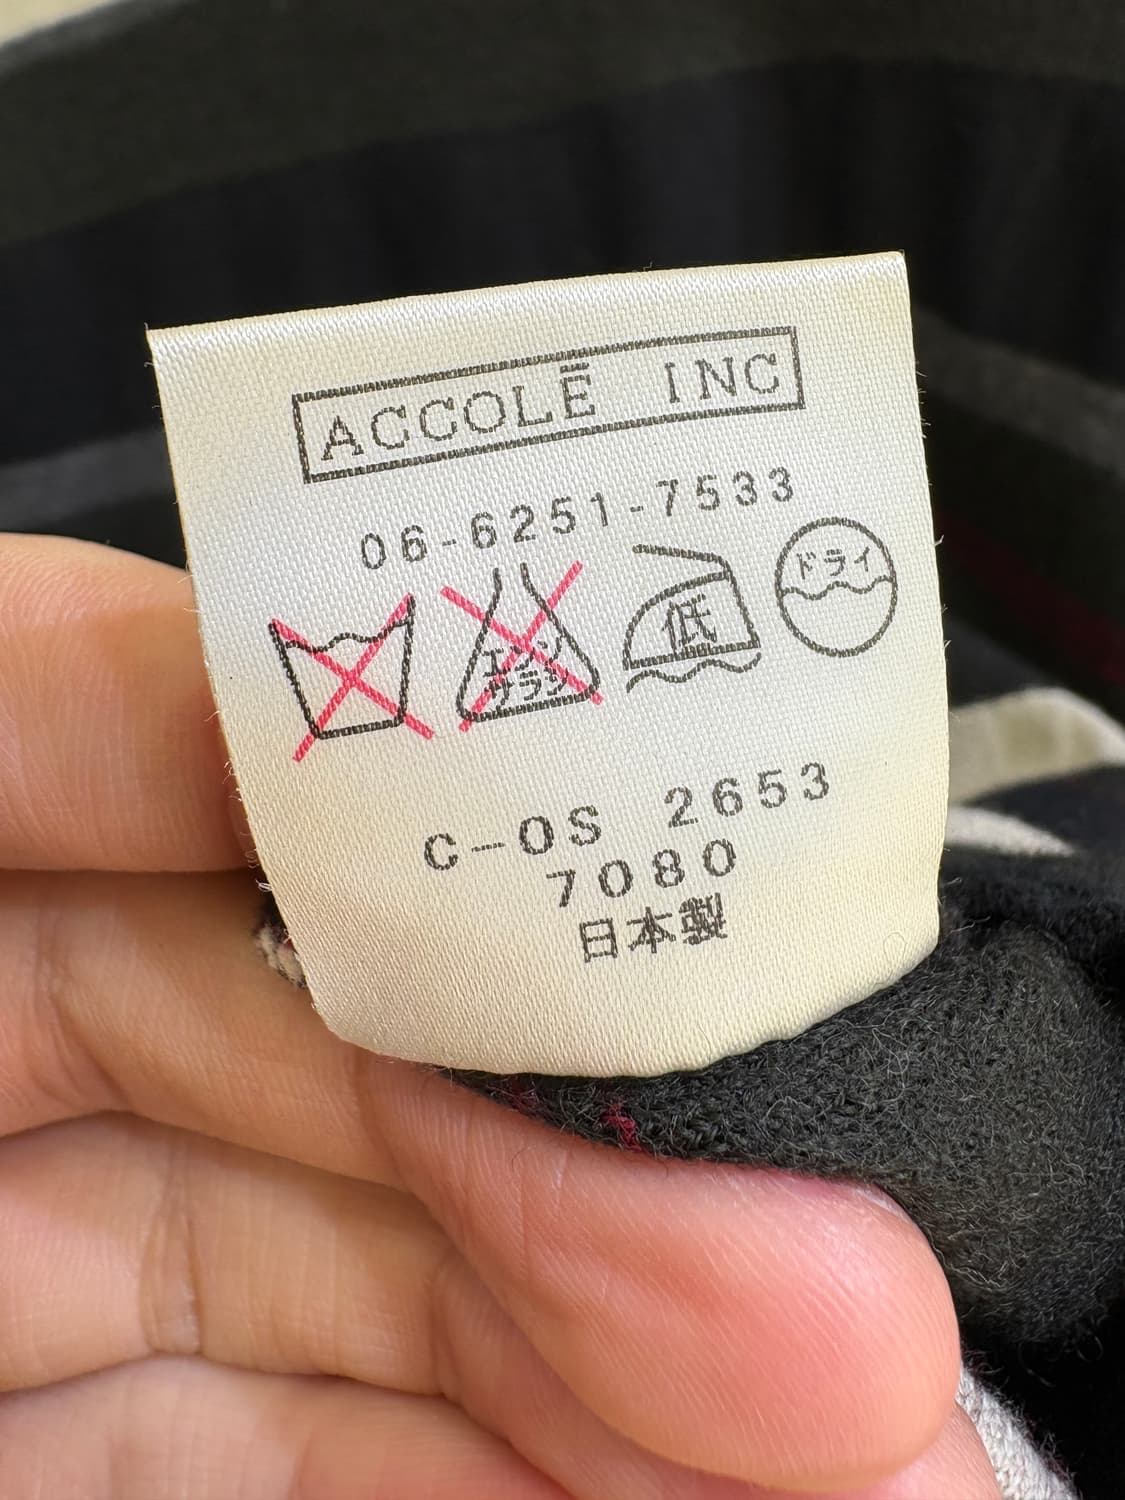 ACCOLĒ INC
06-6251-7533
エンソ
サラシ
低
ドライ
C-OS 2653
7080
日本製